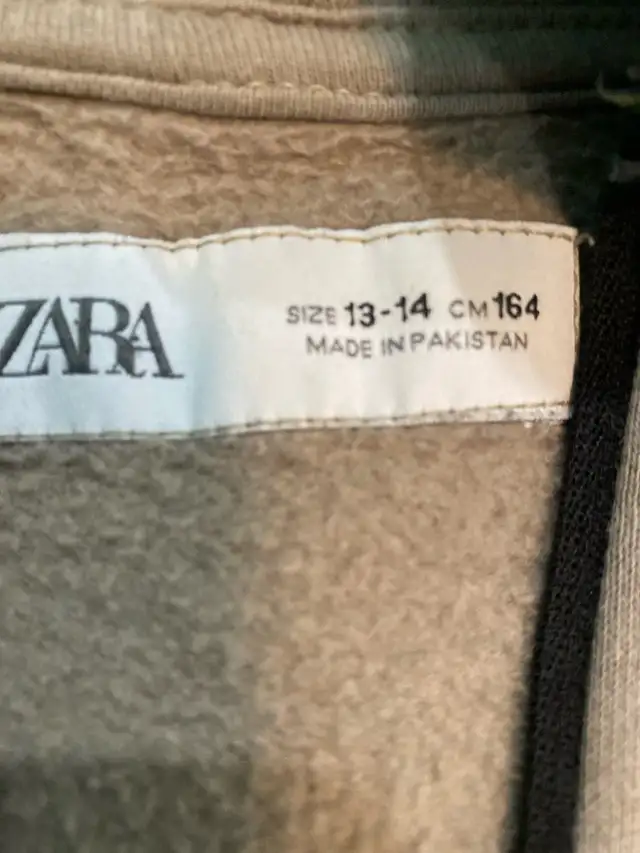 ZARA
SIZE 13-14 CM 164
MADE IN PAKISTAN